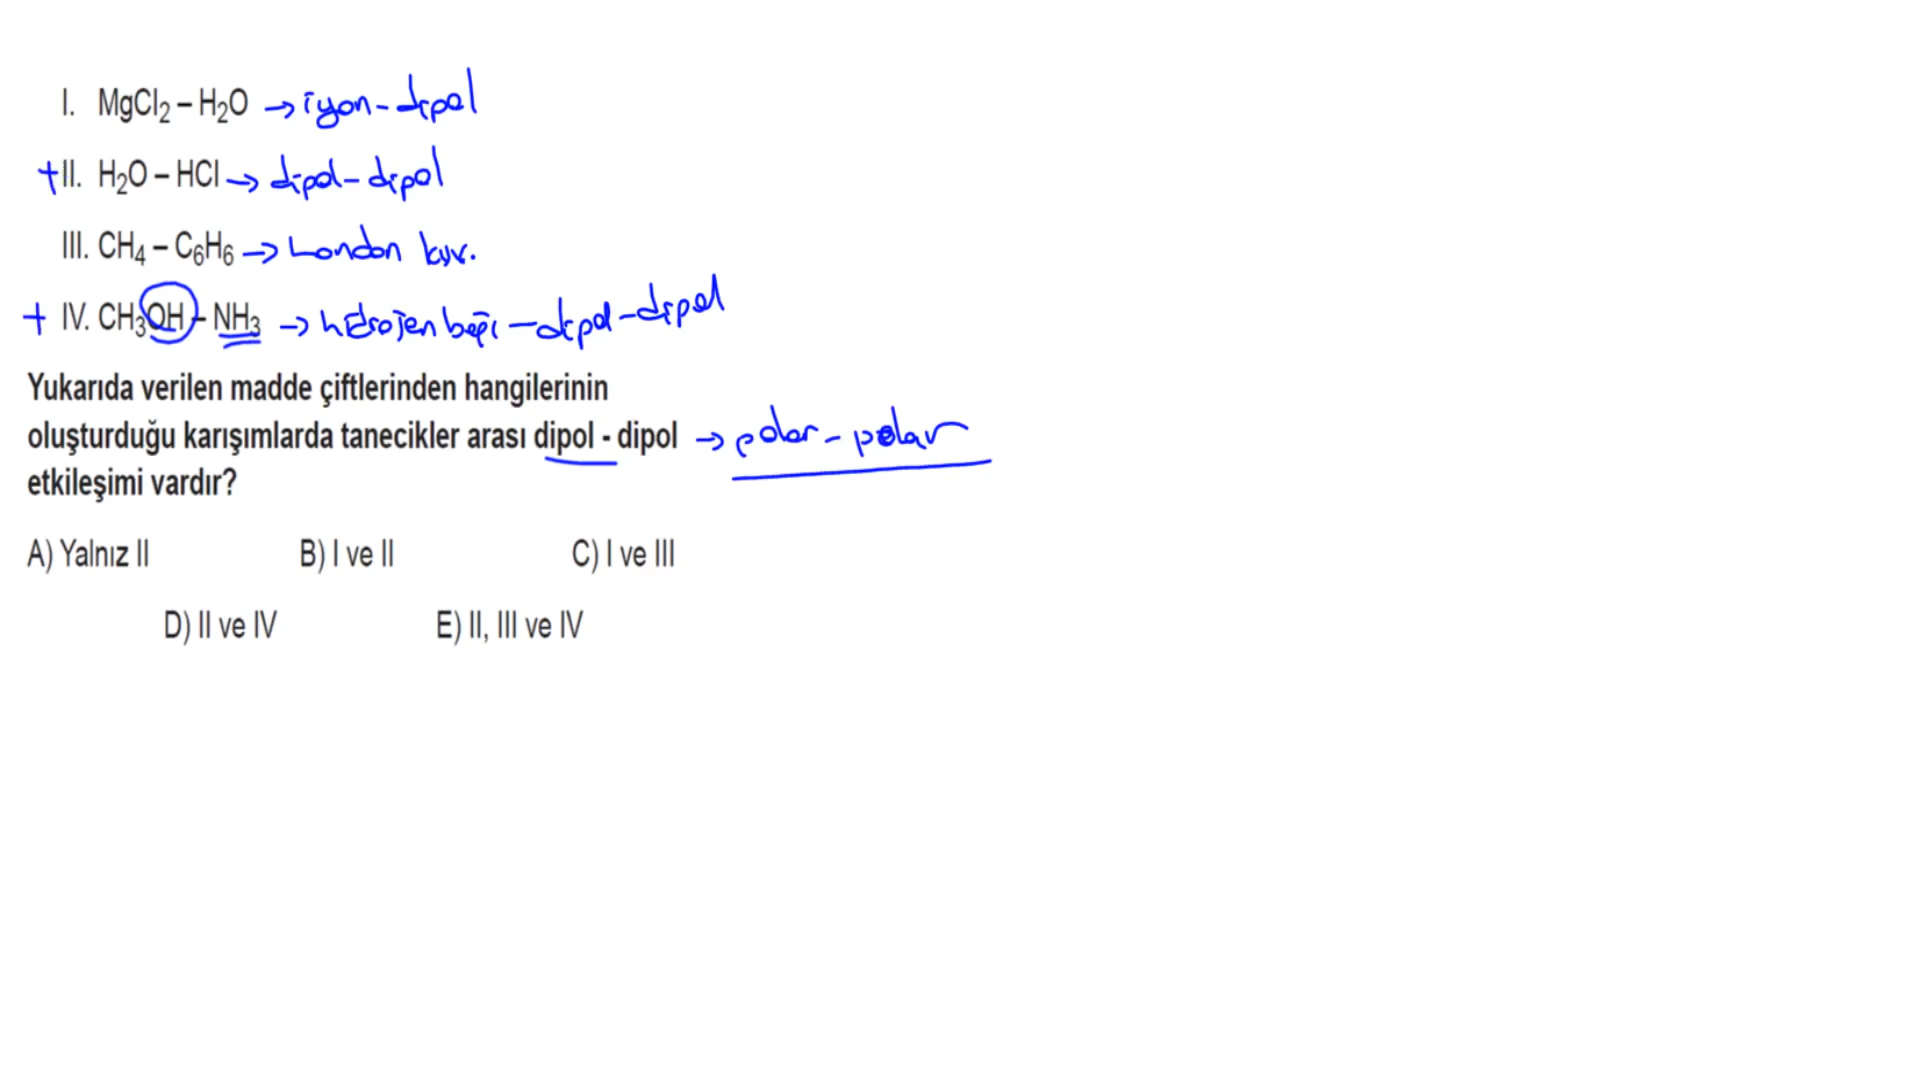 I. MgCl₂ – H₂O → iyon-dipol
+ II. H₂O – HCl → dipol-dipol
III. CH₄ – C₆H₆ → London kuv.
+ IV. CH₃OH – NH₃ → hidrojen bağı – dipol-dipol
Yukarıda verilen madde çiftlerinden hangilerinin
oluşturduğu karışımlarda tanecikler arası dipol - dipol → polar - polar
etkileşimi vardır?
A) Yalnız II B) I ve II C) I ve III
D) II ve IV E) II, III ve IV